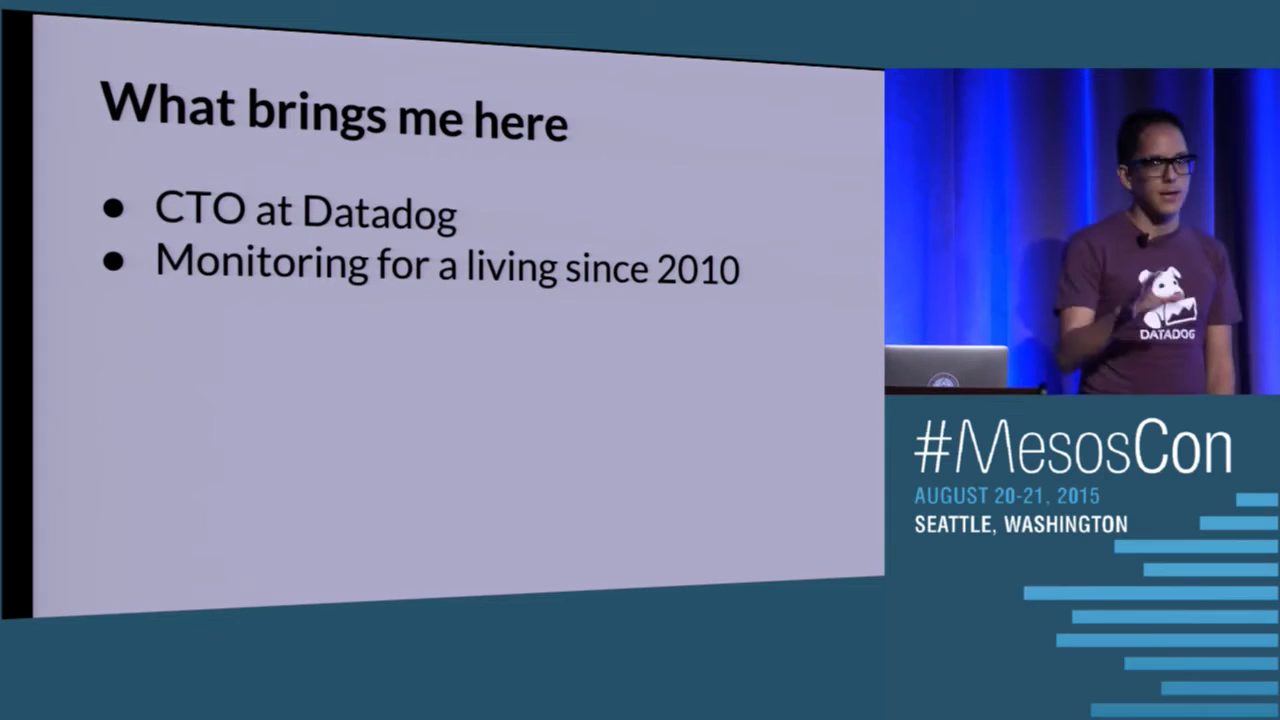 What brings me here
● CTO at Datadog
● Monitoring for a living since 2010
DATADOG
#MesosCon
AUGUST 20-21, 2015
SEATTLE, WASHINGTON